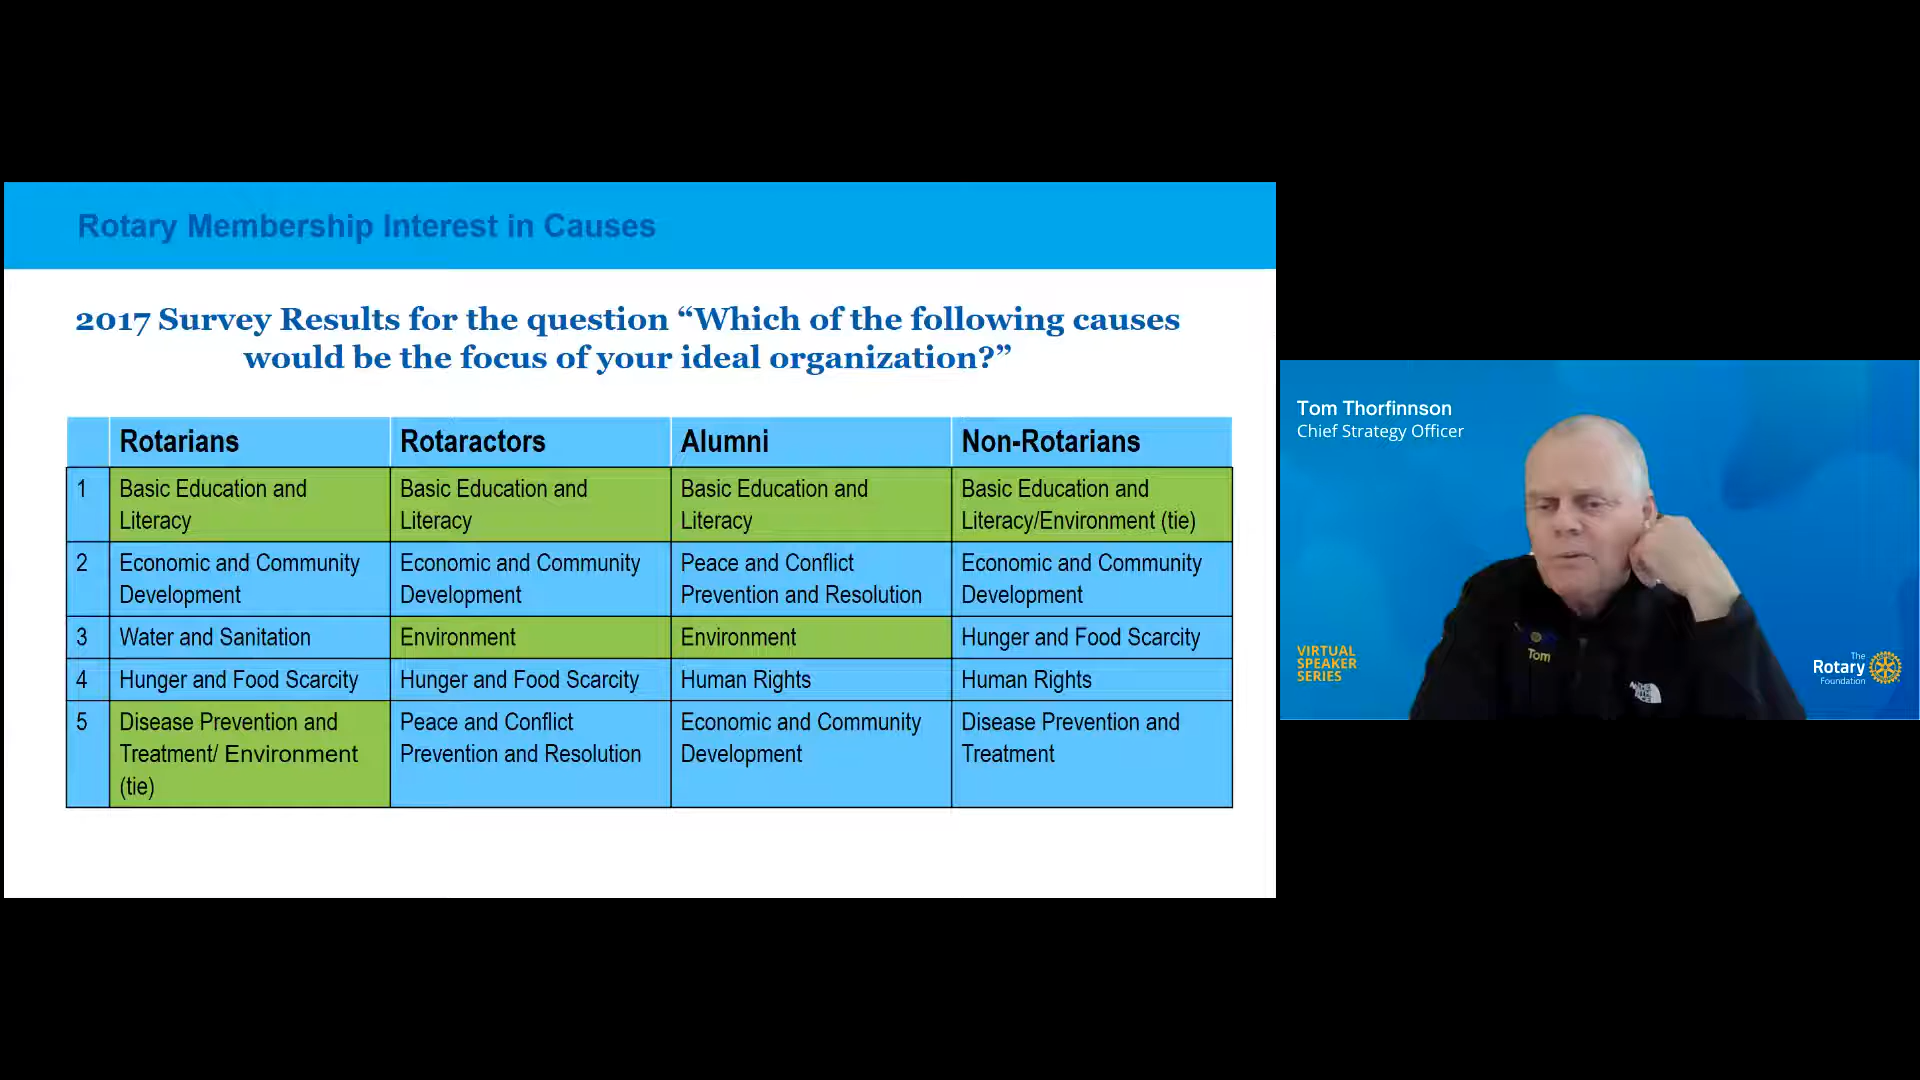 Rotary Membership Interest in Causes
2017 Survey Results for the question “Which of the following causes
would be the focus of your ideal organization?”
Rotarians Rotaractors Alumni Non-Rotarians
1 Basic Education and Literacy Basic Education and Literacy Basic Education and Literacy Basic Education and Literacy/Environment (tie)
2 Economic and Community Development Economic and Community Development Peace and Conflict Prevention and Resolution Economic and Community Development
3 Water and Sanitation Environment Environment Hunger and Food Scarcity
4 Hunger and Food Scarcity Hunger and Food Scarcity Human Rights Human Rights
5 Disease Prevention and Treatment/ Environment (tie) Peace and Conflict Prevention and Resolution Economic and Community Development Disease Prevention and Treatment
Tom Thorfinnson
Chief Strategy Officer
VIRTUAL
SPEAKER
SERIES
Tom
THE
NORTH
FACE
The
Rotary
Foundation